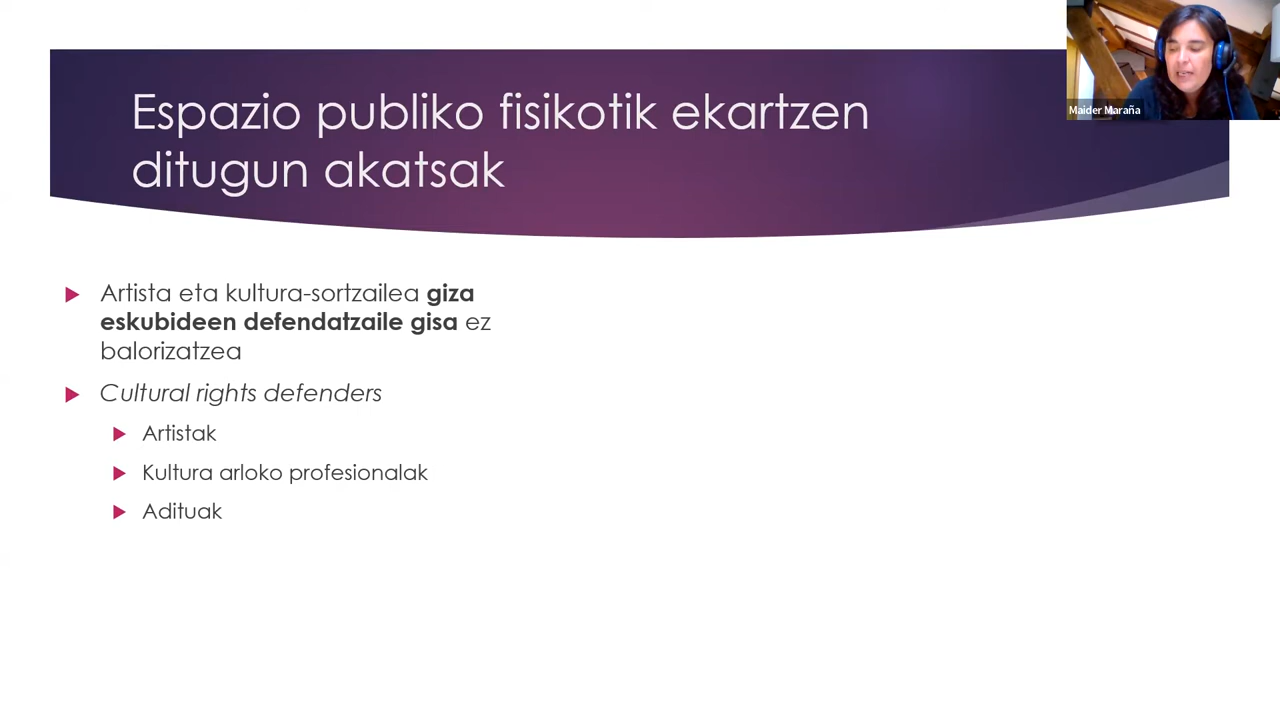 Espazio publiko fisikotik ekartzen
ditugun akatsak
Maider Maraña
Artista eta kultura-sortzailea giza
eskubideen defendatzaile gisa ez
balorizatzea
Cultural rights defenders
Artistak
Kultura arloko profesionalak
Adituak